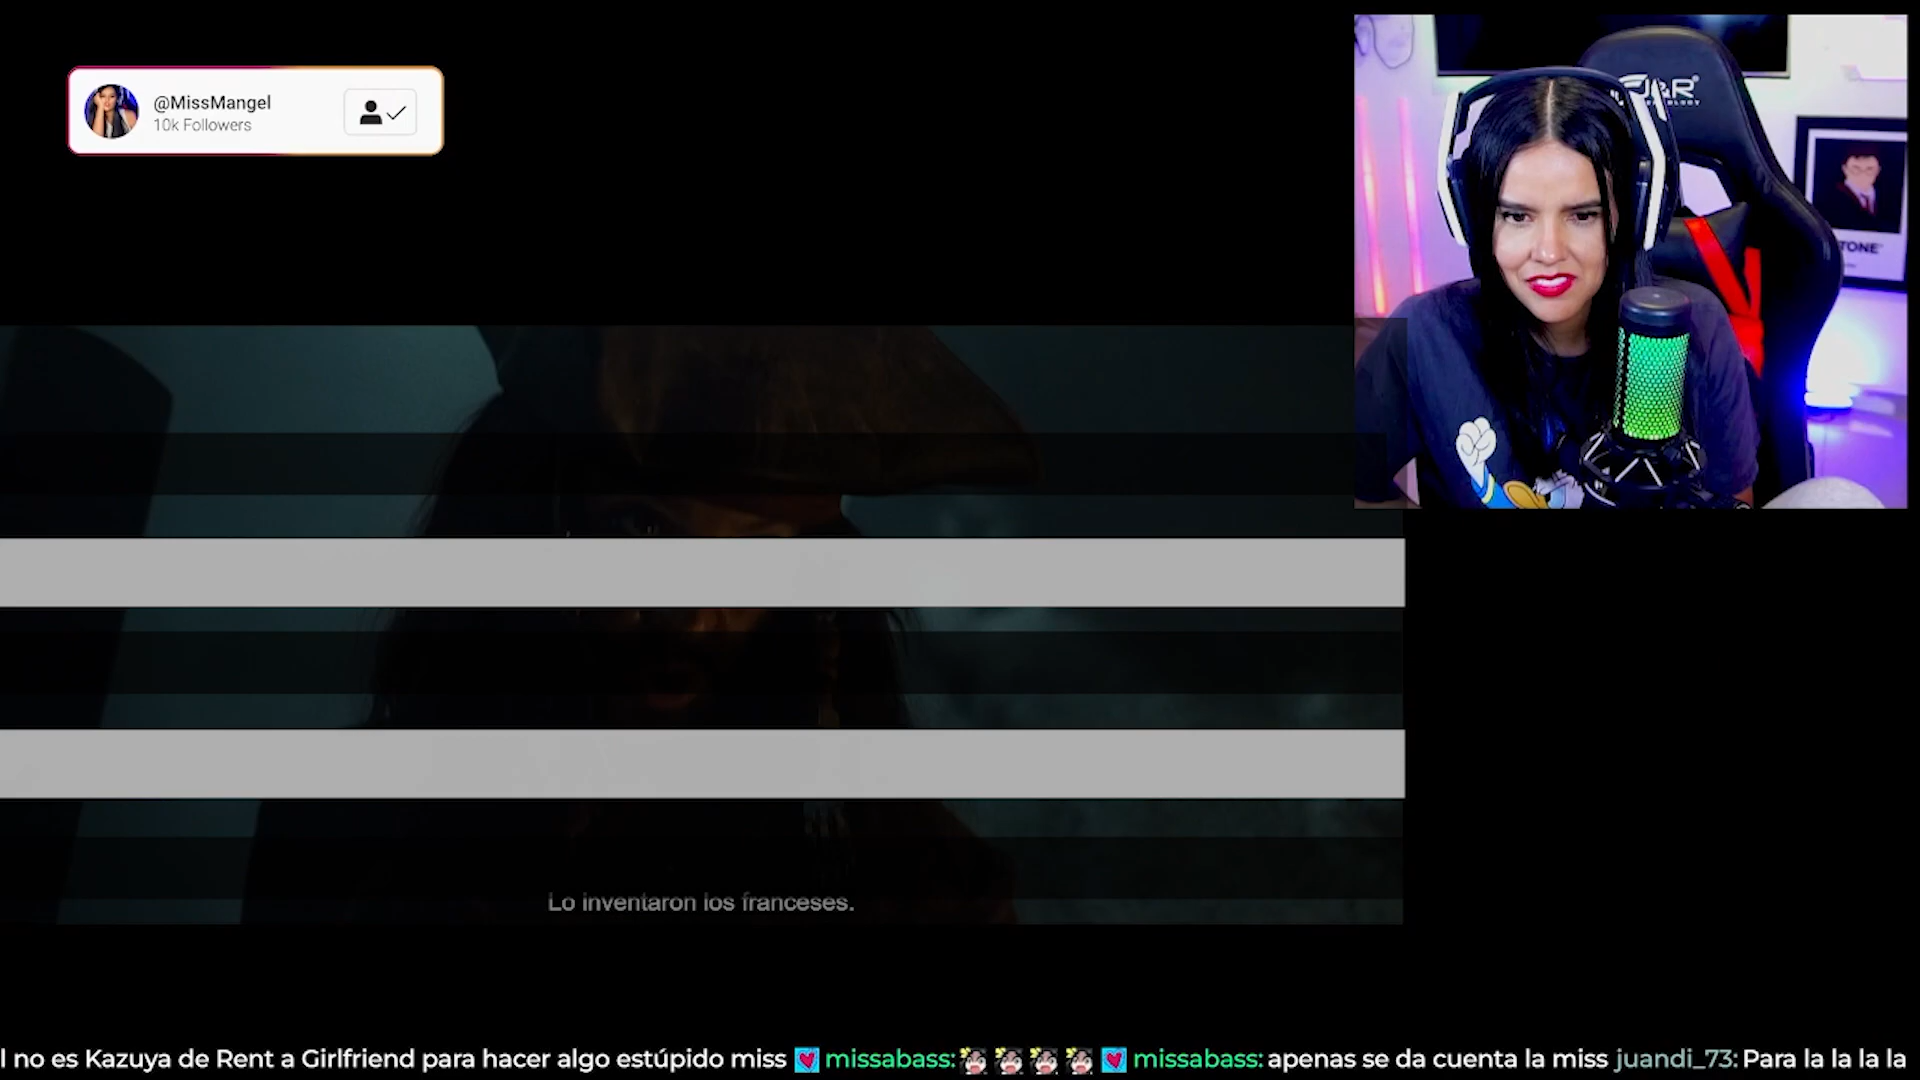 @MissMangel
10k Followers
J&R
TONE
Lo inventaron los franceses.
l no es Kazuya de Rent a Girlfriend para hacer algo estúpido miss missabass: missabass: apenas se da cuenta la miss juandi_73: Para la la la la